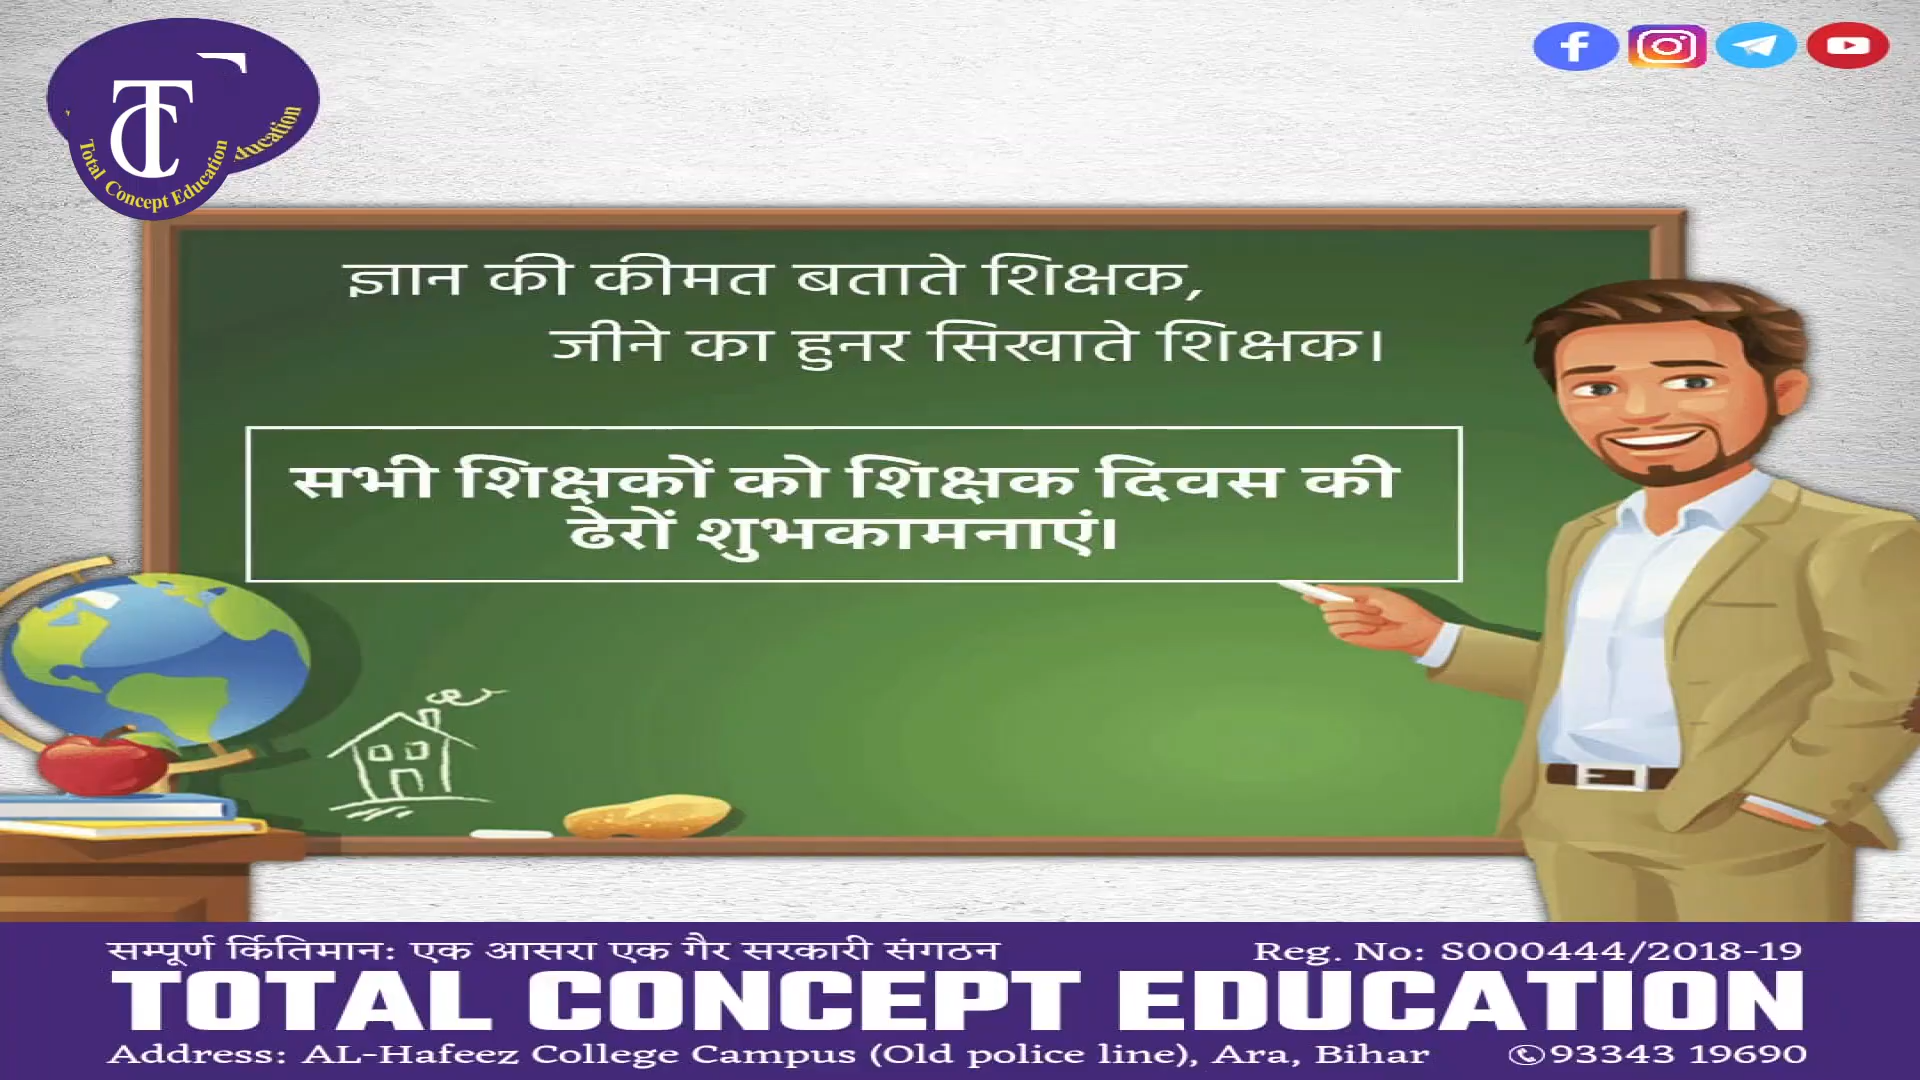 TC
Total Concept Education
ducation
ज्ञान की कीमत बताते शिक्षक,
जीने का हुनर सिखाते शिक्षक।
सभी शिक्षकों को शिक्षक दिवस की
ढेरों शुभकामनाएं।
सम्पूर्ण र्कितिमान: एक आसरा एक गैर सरकारी संगठन
Reg. No: S000444/2018-19
TOTAL CONCEPT EDUCATION
Address: AL-Hafeez College Campus (Old police line), Ara, Bihar
93343 19690